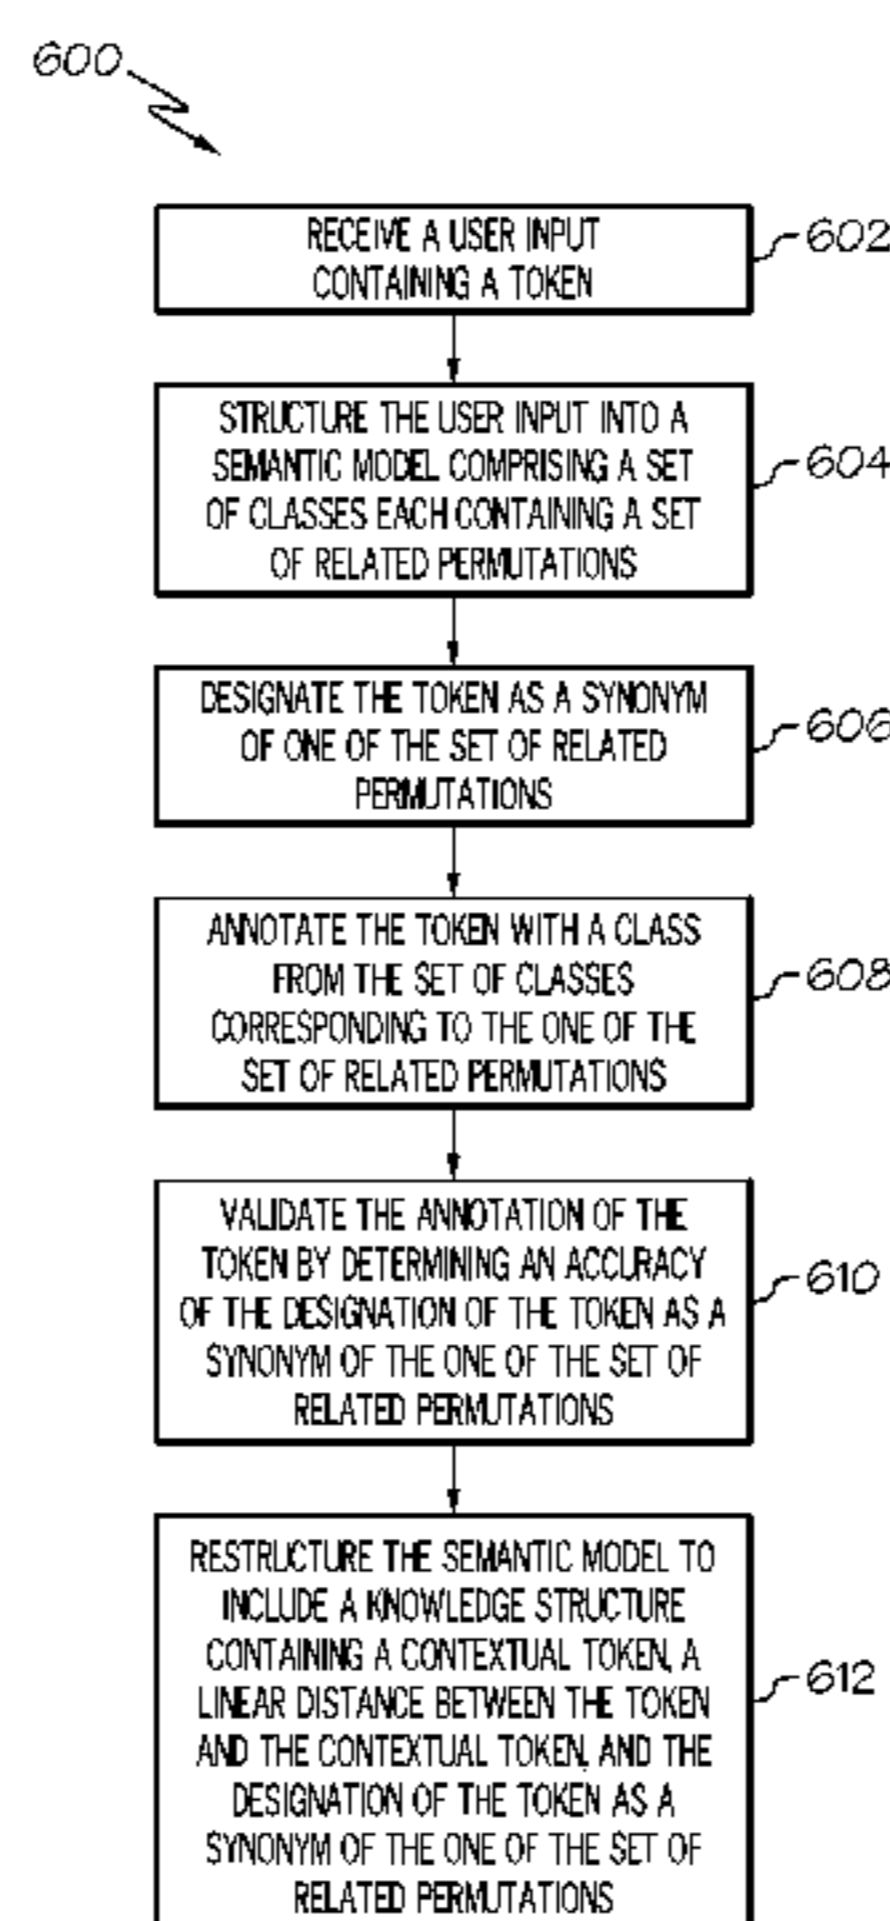 600
RECEIVE A USER INPUT
CONTAINING A TOKEN
602
STRUCTURE THE USER INPUT INTO A
SEMANTIC MODEL COMPRISING A SET
OF CLASSES EACH CONTAINING A SET
OF RELATED PERMUTATIONS
604
DESIGNATE THE TOKEN AS A SYNONYM
OF ONE OF THE SET OF RELATED
PERMUTATIONS
606
ANNOTATE THE TOKEN WITH A CLASS
FROM THE SET OF CLASSES
CORRESPONDING TO THE ONE OF THE
SET OF RELATED PERMUTATIONS
608
VALIDATE THE ANNOTATION OF THE
TOKEN BY DETERMINING AN ACCURACY
OF THE DESIGNATION OF THE TOKEN AS A
SYNONYM OF THE ONE OF THE SET OF
RELATED PERMUTATIONS
610
RESTRUCTURE THE SEMANTIC MODEL TO
INCLUDE A KNOWLEDGE STRUCTURE
CONTAINING A CONTEXTUAL TOKEN, A
LINEAR DISTANCE BETWEEN THE TOKEN
AND THE CONTEXTUAL TOKEN, AND THE
DESIGNATION OF THE TOKEN AS A
SYNONYM OF THE ONE OF THE SET OF
RELATED PERMUTATIONS
612